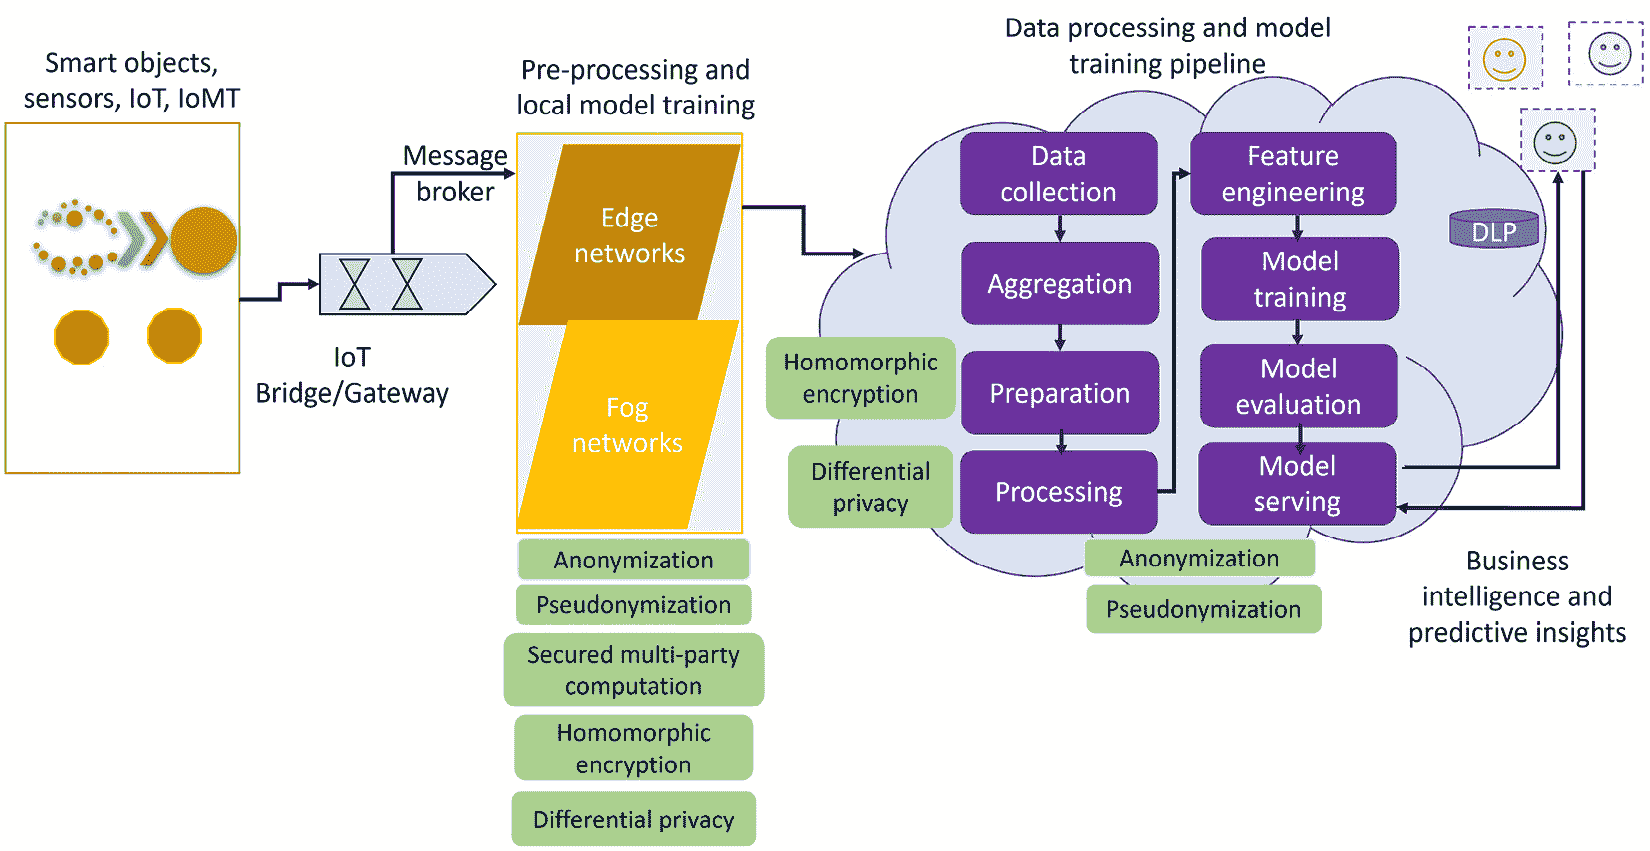 Smart objects,
sensors, IoT, IoMT
IoT
Bridge/Gateway
Message
broker
Pre-processing and
local model training
Edge
networks
Fog
networks
Anonymization
Pseudonymization
Secured multi-party
computation
Homomorphic
encryption
Differential privacy
Data processing and model
training pipeline
Homomorphic
encryption
Differential
privacy
Data
collection
Aggregation
Preparation
Processing
Feature
engineering
Model
training
Model
evaluation
Model
serving
Anonymization
Pseudonymization
DLP
Business
intelligence and
predictive insights